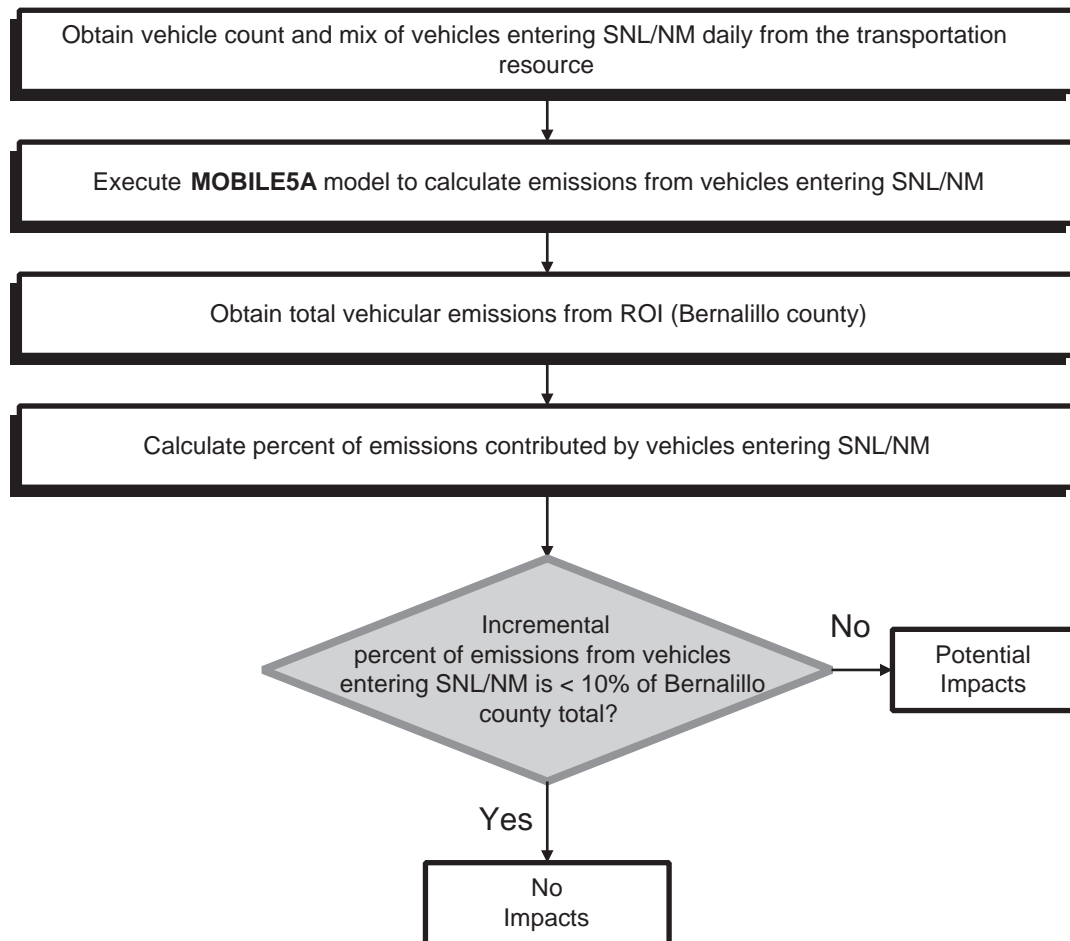 Obtain vehicle count and mix of vehicles entering SNL/NM daily from the transportation
resource
Execute MOBILE5A model to calculate emissions from vehicles entering SNL/NM
Obtain total vehicular emissions from ROI (Bernalillo county)
Calculate percent of emissions contributed by vehicles entering SNL/NM
Incremental
percent of emissions from vehicles
entering SNL/NM is < 10% of Bernalillo
county total?
No
Potential
Impacts
Yes
No
Impacts